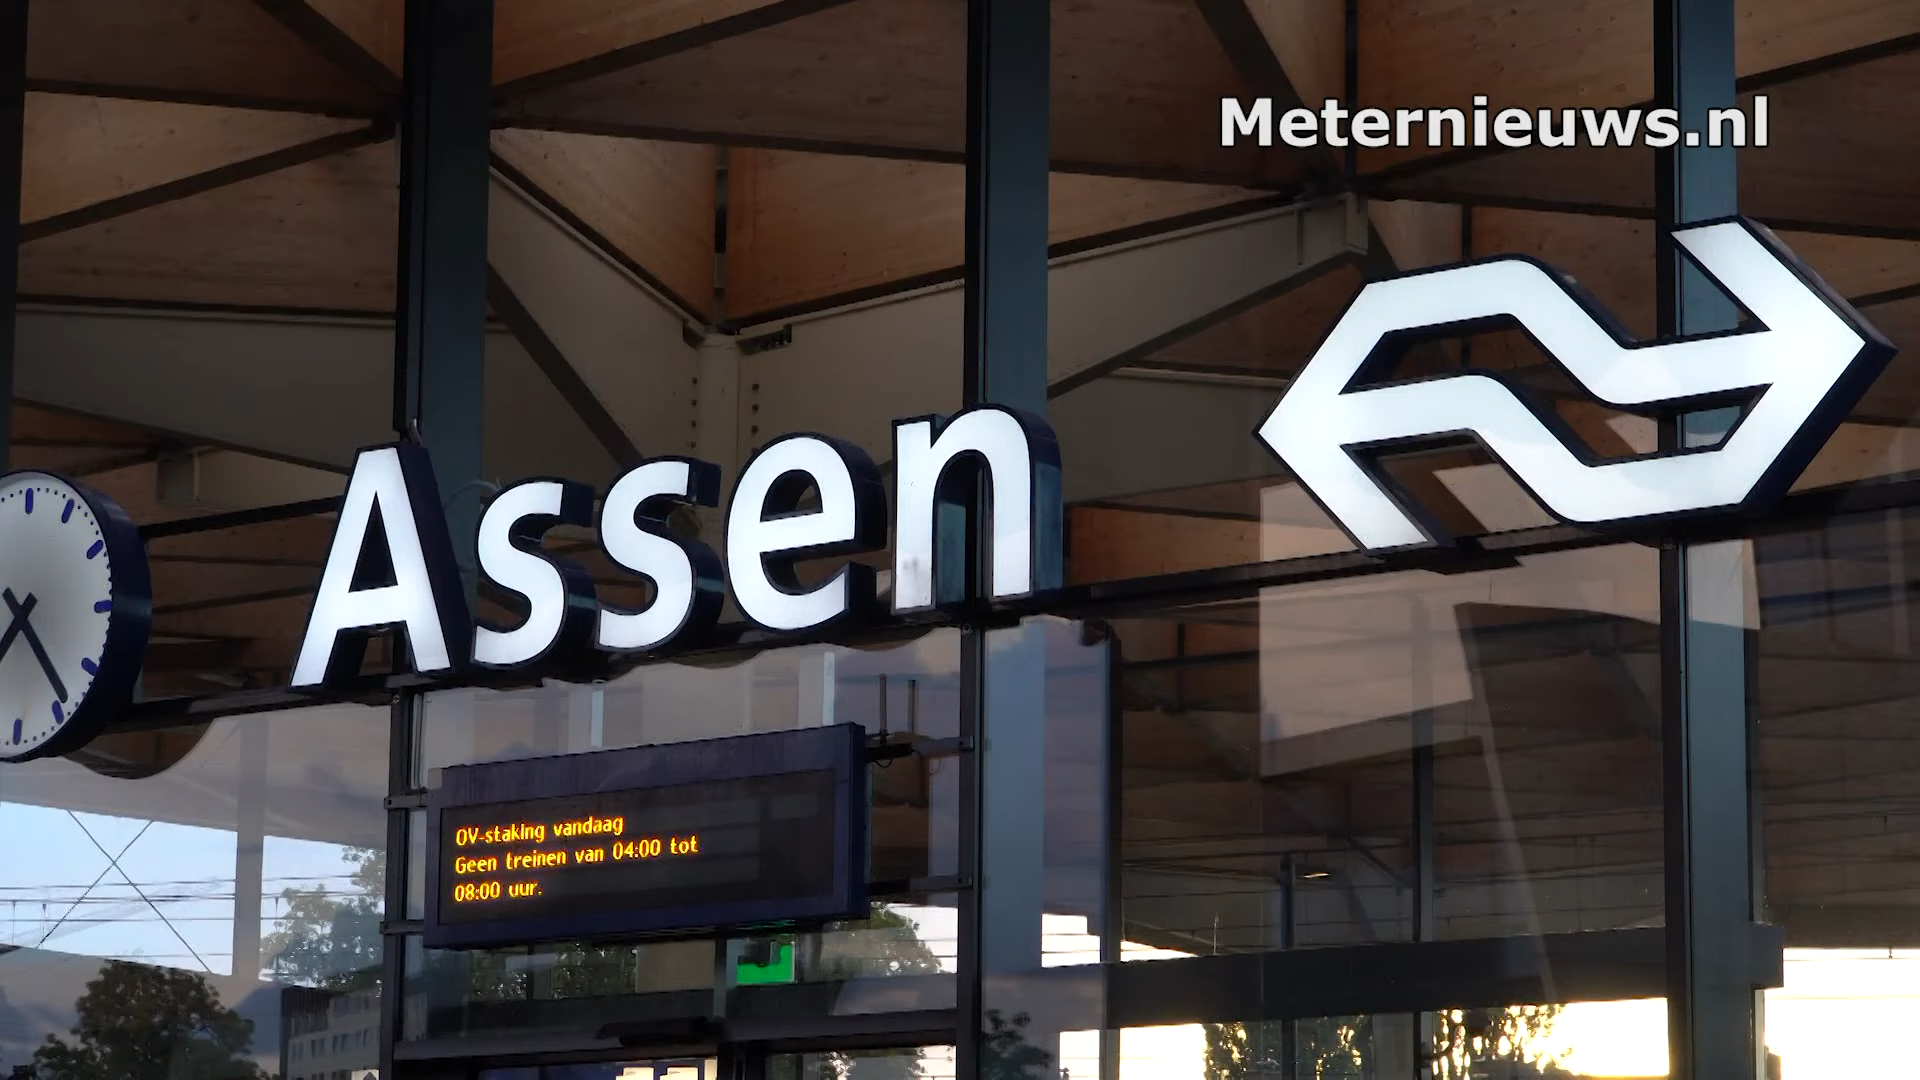 Meternieuws.nl
Assen
OV-staking vandaag
Geen treinen van 04:00 tot
08:00 uur.